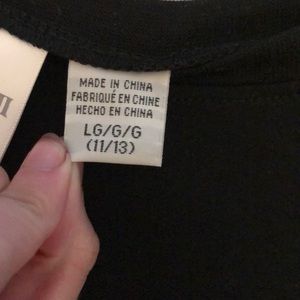 MADE IN CHINA
FABRIQUÉ EN CHINE
HECHO EN CHINA
LG/G/G
(11/13)